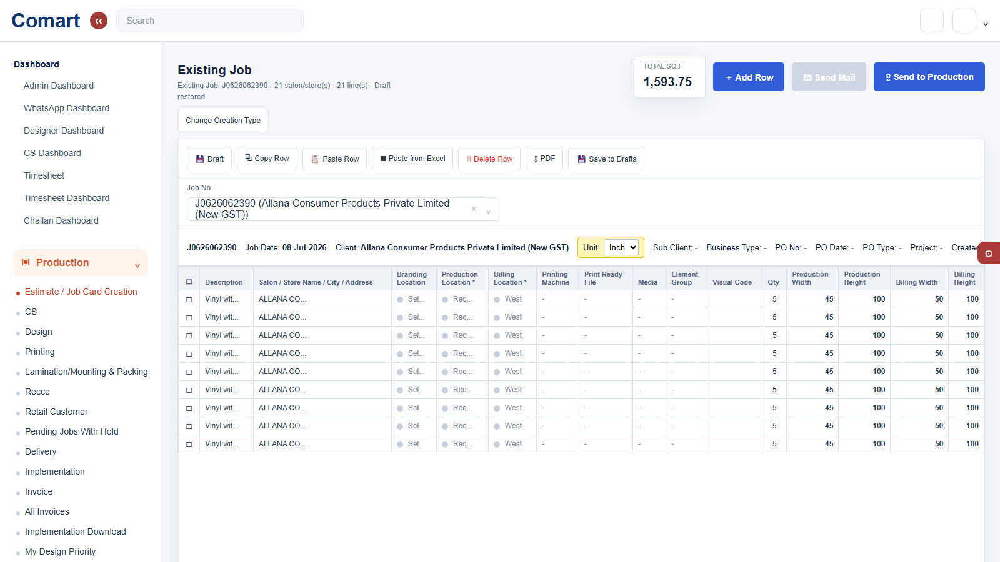 Comart
«
Search
v
Dashboard
Admin Dashboard
WhatsApp Dashboard
Designer Dashboard
CS Dashboard
Timesheet
Timesheet Dashboard
Challan Dashboard
Production
v
Estimate / Job Card Creation
CS
Design
Printing
Lamination/Mounting & Packing
Recce
Retail Customer
Pending Jobs With Hold
Delivery
Implementation
Invoice
All Invoices
Implementation Download
My Design Priority
Existing Job
Existing Job: J0626062390 - 21 salon/store(s) - 21 line(s) - Draft
restored
TOTAL SQ.F
1,593.75
+ Add Row
Send Mail
Send to Production
Change Creation Type
Draft
Copy Row
Paste Row
Paste from Excel
Delete Row
PDF
Save to Drafts
Job No
J0626062390 (Allana Consumer Products Private Limited
(New GST))
× v
J0626062390 Job Date: 08-Jul-2026 Client: Allana Consumer Products Private Limited (New GST) Unit: Inch Sub Client: - Business Type: - PO No: - PO Date: - PO Type: - Project: - Created
Description Salon / Store Name / City / Address Branding Location Production Location * Billing Location * Printing Machine Print Ready File Media Element Group Visual Code Qty Production Width Production Height Billing Width Billing Height
Vinyl wit... ALLANA CO... Sel... Req... West - - - - 5 45 100 50 100
Vinyl wit... ALLANA CO... Sel... Req... West - - - - 5 45 100 50 100
Vinyl wit... ALLANA CO... Sel... Req... West - - - - 5 45 100 50 100
Vinyl wit... ALLANA CO... Sel... Req... West - - - - 5 45 100 50 100
Vinyl wit... ALLANA CO... Sel... Req... West - - - - 5 45 100 50 100
Vinyl wit... ALLANA CO... Sel... Req... West - - - - 5 45 100 50 100
Vinyl wit... ALLANA CO... Sel... Req... West - - - - 5 45 100 50 100
Vinyl wit... ALLANA CO... Sel... Req... West - - - - 5 45 100 50 100
Vinyl wit... ALLANA CO... Sel... Req... West - - - - 5 45 100 50 100